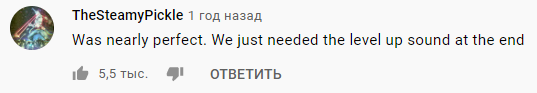 TheSteamyPickle 1 год назад
Was nearly perfect. We just needed the level up sound at the end
5,5 тыс. ОТВЕТИТЬ